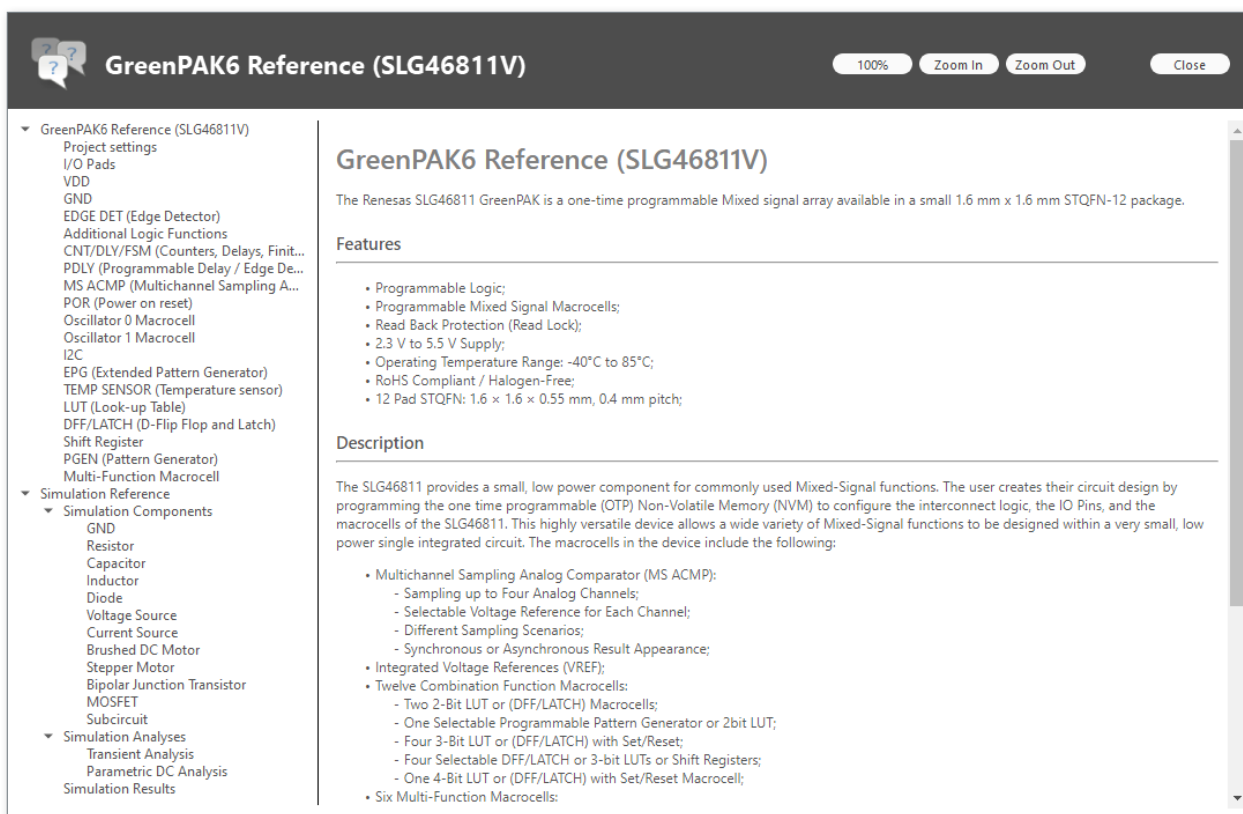 GreenPAK6 Reference (SLG46811V)
100%
Zoom In
Zoom Out
Close
GreenPAK6 Reference (SLG46811V)
Project settings
I/O Pads
VDD
GND
EDGE DET (Edge Detector)
Additional Logic Functions
CNT/DLY/FSM (Counters, Delays, Finit...
PDLY (Programmable Delay / Edge De...
MS ACMP (Multichannel Sampling A...
POR (Power on reset)
Oscillator 0 Macrocell
Oscillator 1 Macrocell
I2C
EPG (Extended Pattern Generator)
TEMP SENSOR (Temperature sensor)
LUT (Look-up Table)
DFF/LATCH (D-Flip Flop and Latch)
Shift Register
PGEN (Pattern Generator)
Multi-Function Macrocell
Simulation Reference
Simulation Components
GND
Resistor
Capacitor
Inductor
Diode
Voltage Source
Current Source
Brushed DC Motor
Stepper Motor
Bipolar Junction Transistor
MOSFET
Subcircuit
Simulation Analyses
Transient Analysis
Parametric DC Analysis
Simulation Results
GreenPAK6 Reference (SLG46811V)
The Renesas SLG46811 GreenPAK is a one-time programmable Mixed signal array available in a small 1.6 mm x 1.6 mm STQFN-12 package.
Features
• Programmable Logic;
• Programmable Mixed Signal Macrocells;
• Read Back Protection (Read Lock);
• 2.3 V to 5.5 V Supply;
• Operating Temperature Range: -40°C to 85°C;
• RoHS Compliant / Halogen-Free;
• 12 Pad STQFN: 1.6 × 1.6 × 0.55 mm, 0.4 mm pitch;
Description
The SLG46811 provides a small, low power component for commonly used Mixed-Signal functions. The user creates their circuit design by
programming the one time programmable (OTP) Non-Volatile Memory (NVM) to configure the interconnect logic, the IO Pins, and the
macrocells of the SLG46811. This highly versatile device allows a wide variety of Mixed-Signal functions to be designed within a very small, low
power single integrated circuit. The macrocells in the device include the following:
• Multichannel Sampling Analog Comparator (MS ACMP):
- Sampling up to Four Analog Channels;
- Selectable Voltage Reference for Each Channel;
- Different Sampling Scenarios;
- Synchronous or Asynchronous Result Appearance;
• Integrated Voltage References (VREF);
• Twelve Combination Function Macrocells:
- Two 2-Bit LUT or (DFF/LATCH) Macrocells;
- One Selectable Programmable Pattern Generator or 2bit LUT;
- Four 3-Bit LUT or (DFF/LATCH) with Set/Reset;
- Four Selectable DFF/LATCH or 3-bit LUTs or Shift Registers;
- One 4-Bit LUT or (DFF/LATCH) with Set/Reset Macrocell;
• Six Multi-Function Macrocells: